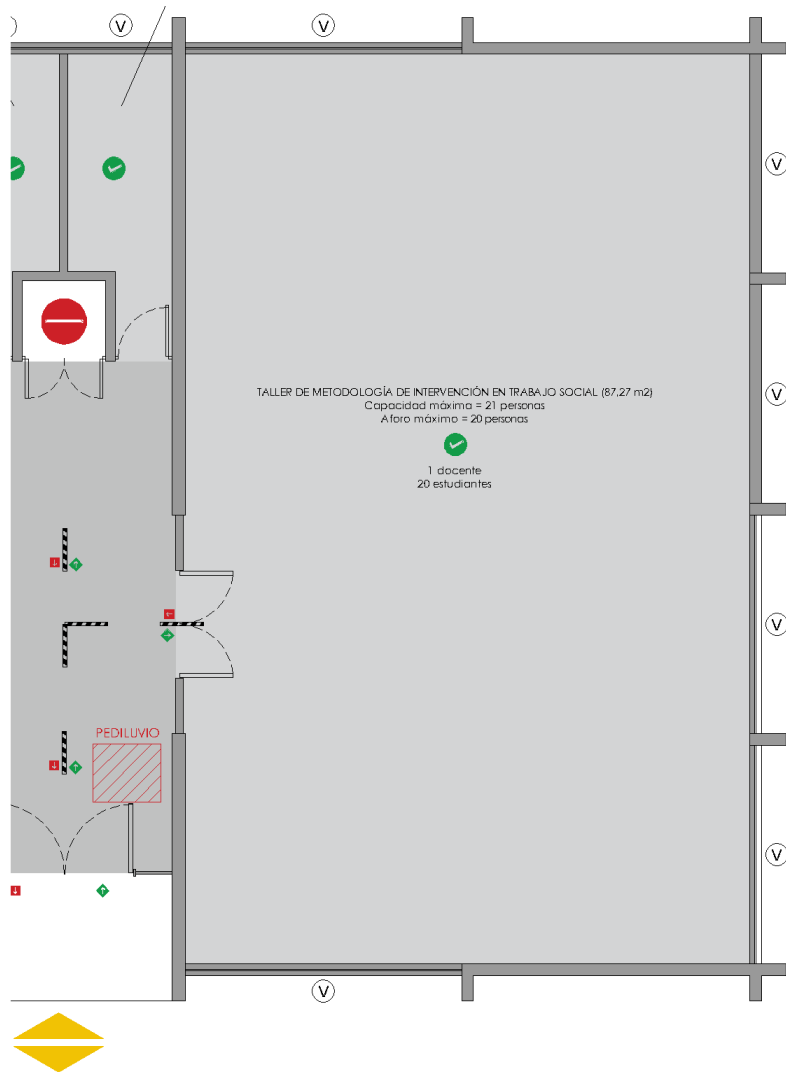 V
V
V
V
TALLER DE METODOLOGÍA DE INTERVENCIÓN EN TRABAJO SOCIAL (87,27 m2)
Capacidad máxima = 21 personas
Aforo máximo = 20 personas
V
1 docente
20 estudiantes
V
PEDILUVIO
V
V